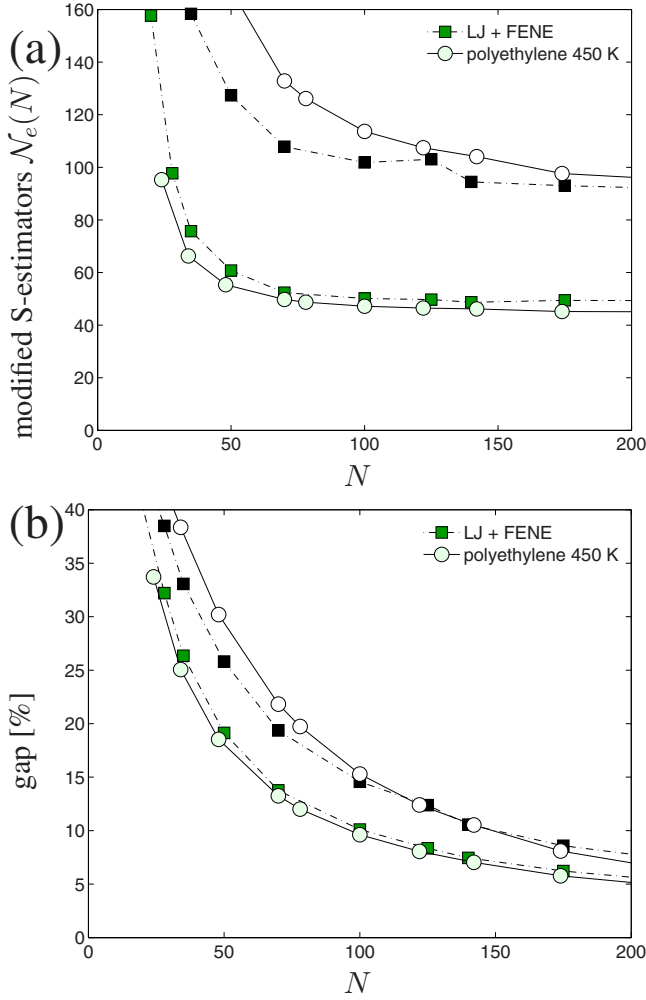 (a)
modified S-estimators 𝒩ₑ(N)
160
140
120
100
80
60
40
20
0
LJ + FENE
polyethylene 450 K
0 50 100 150 200
N
(b)
gap [%]
40
35
30
25
20
15
10
5
0
LJ + FENE
polyethylene 450 K
0 50 100 150 200
N